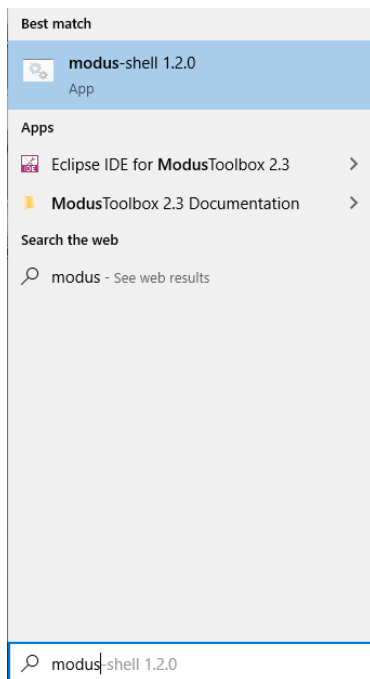 Best match
modus-shell 1.2.0
App
Apps
Eclipse IDE for ModusToolbox 2.3
ModusToolbox 2.3 Documentation
Search the web
modus - See web results
modus-shell 1.2.0